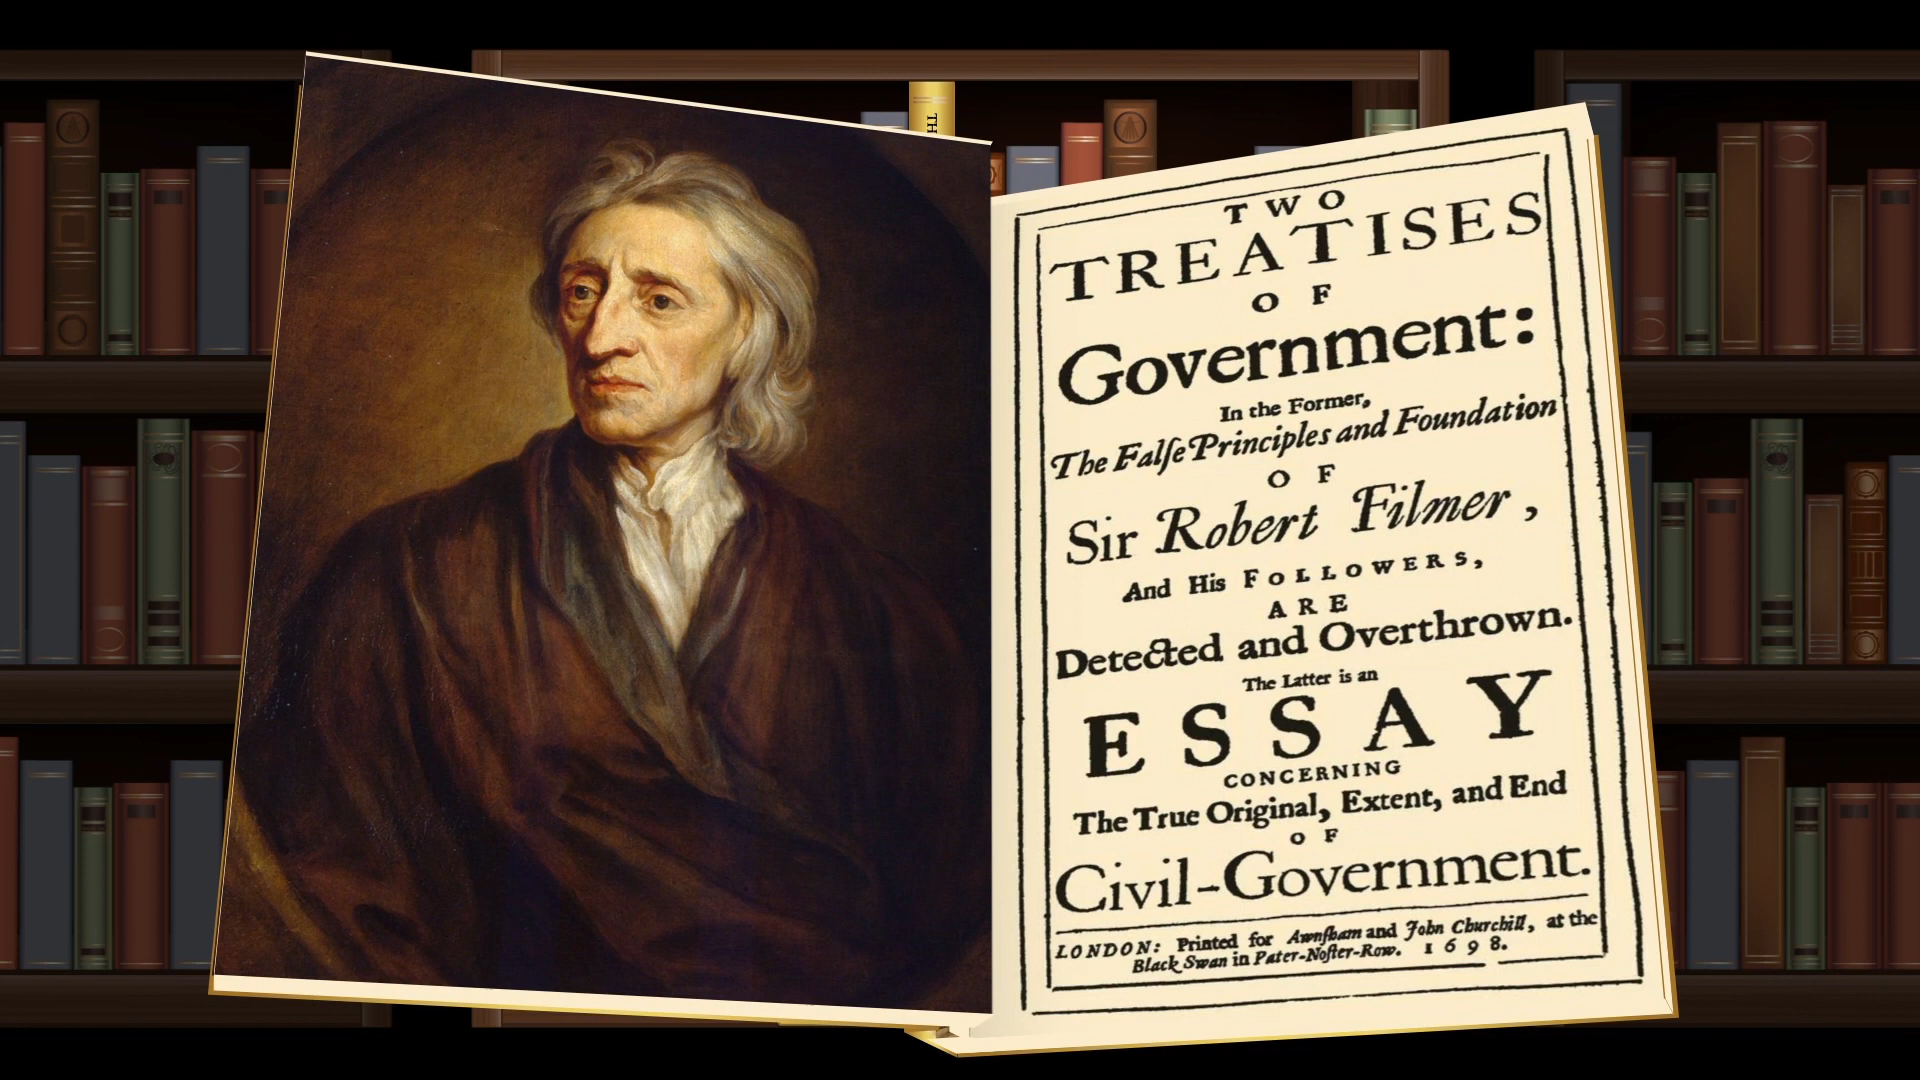 TH
TWO
TREATISES
OF
Government:
In the Former,
The Falſe Principles and Foundation
OF
Sir Robert Filmer,
And His FOLLOWERS,
ARE
Detected and Overthrown.
The Latter is an
ESSAY
CONCERNING
The True Original, Extent, and End
OF
Civil-Government.
LONDON: Printed for Awnſham and John Churchill, at the
Black Swan in Pater-Noſter-Row. 1698.